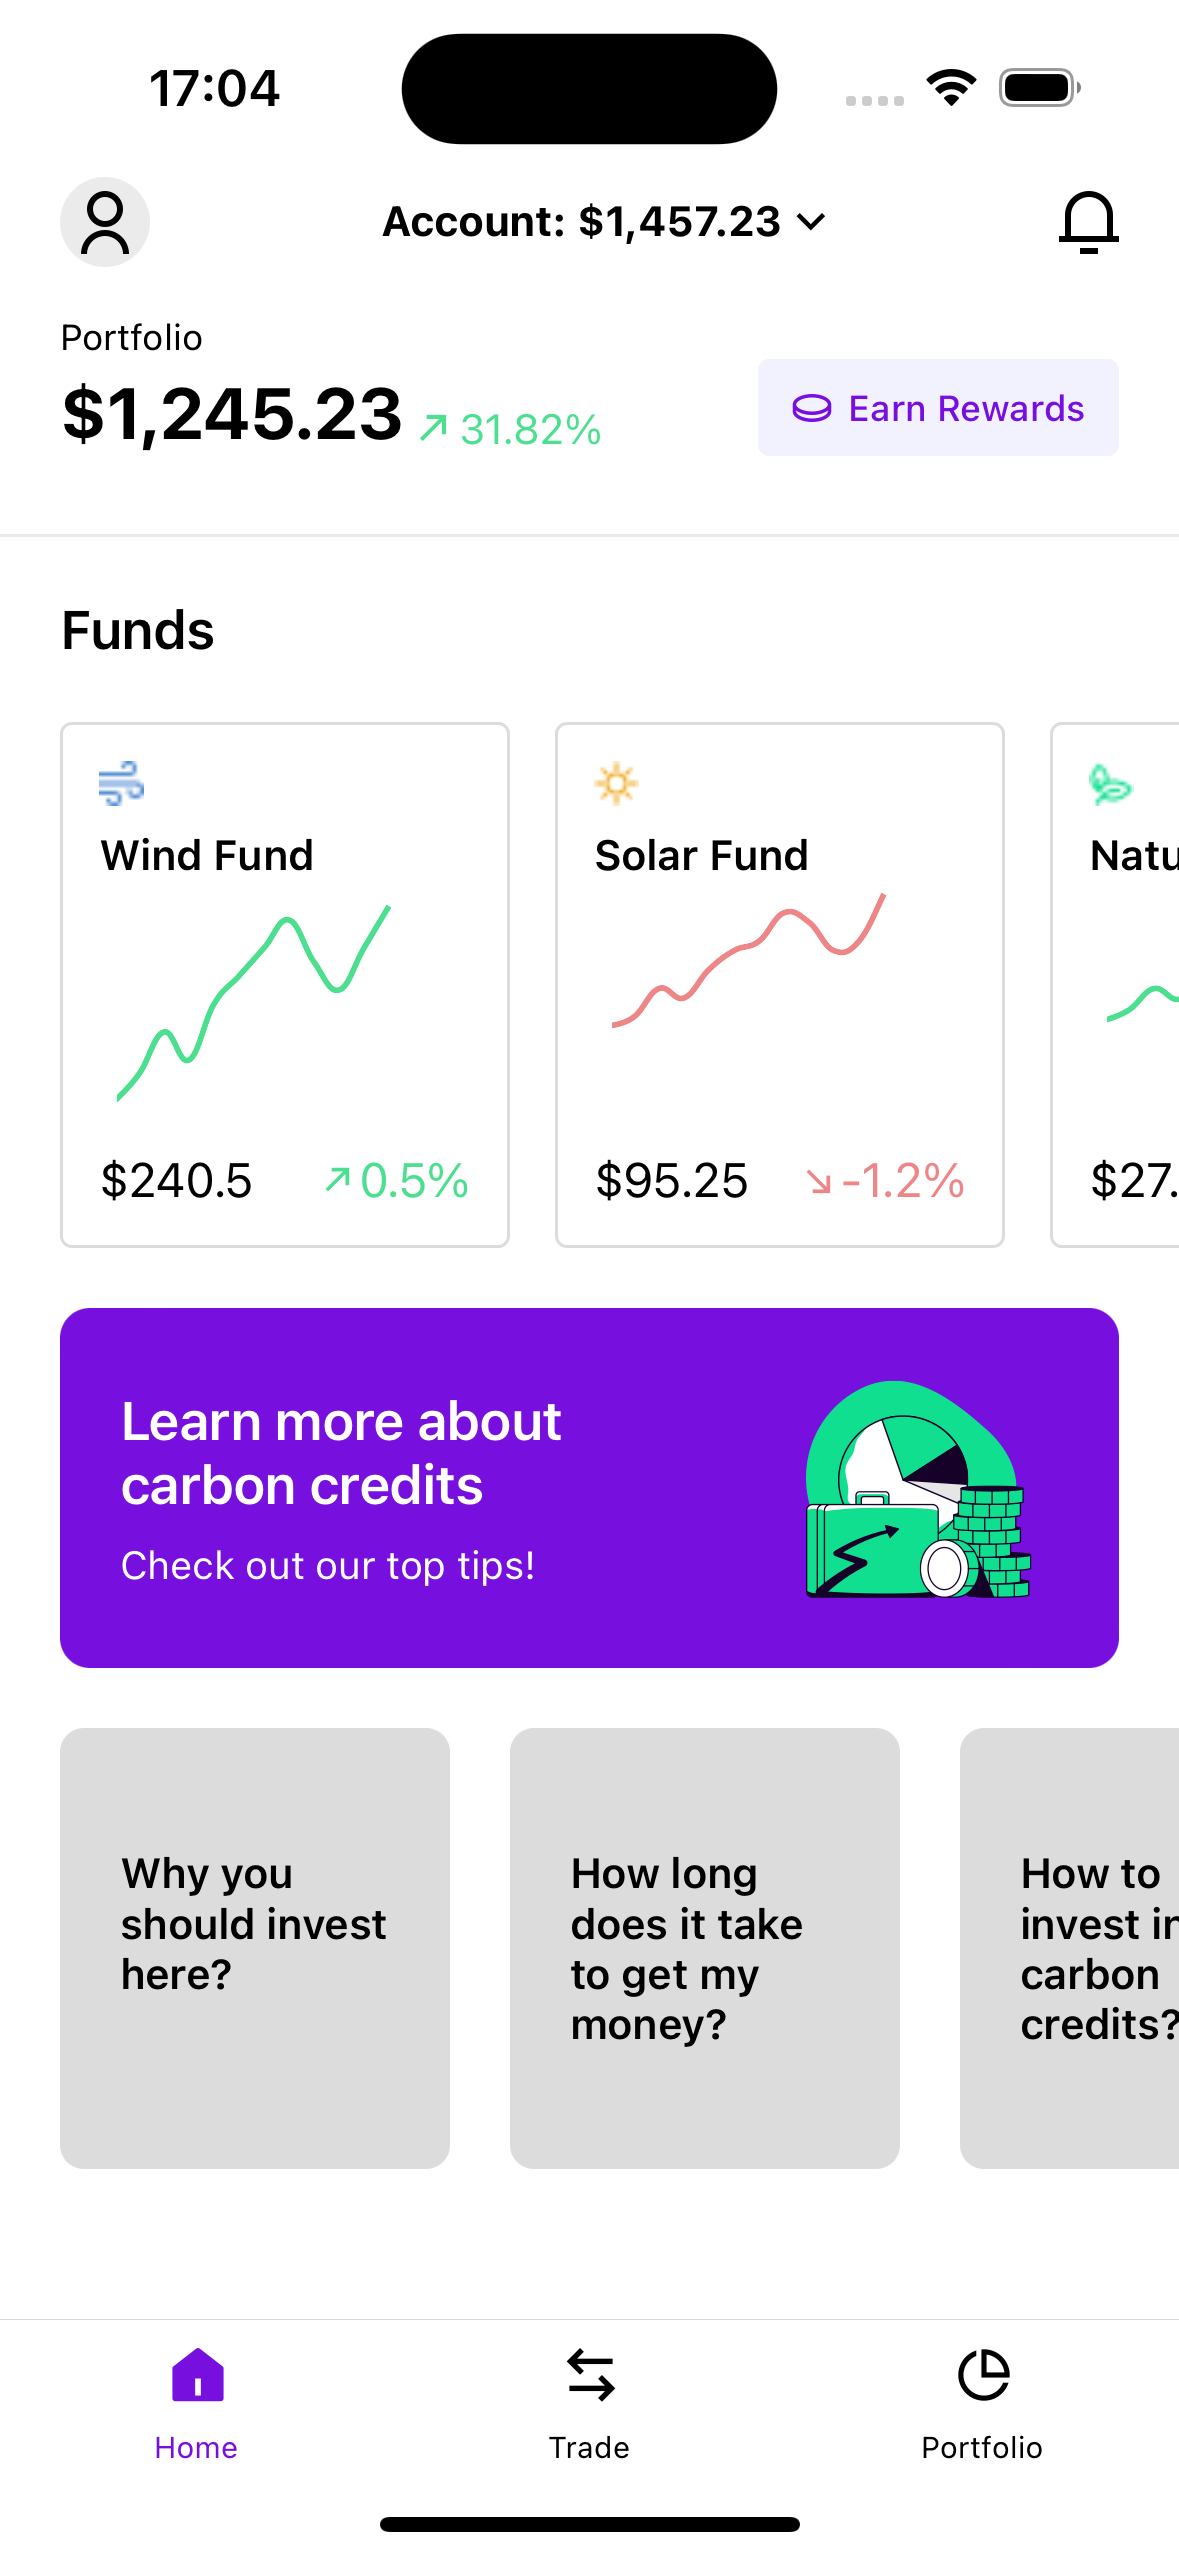 17:04
Account: $1,457.23
Portfolio
$1,245.23 31.82%
Earn Rewards
Funds
Wind Fund
$240.5 0.5%
Solar Fund
$95.25 -1.2%
Natu
$27.
Learn more about
carbon credits
Check out our top tips!
Why you
should invest
here?
How long
does it take
to get my
money?
How to
invest in
carbon
credits?
Home
Trade
Portfolio